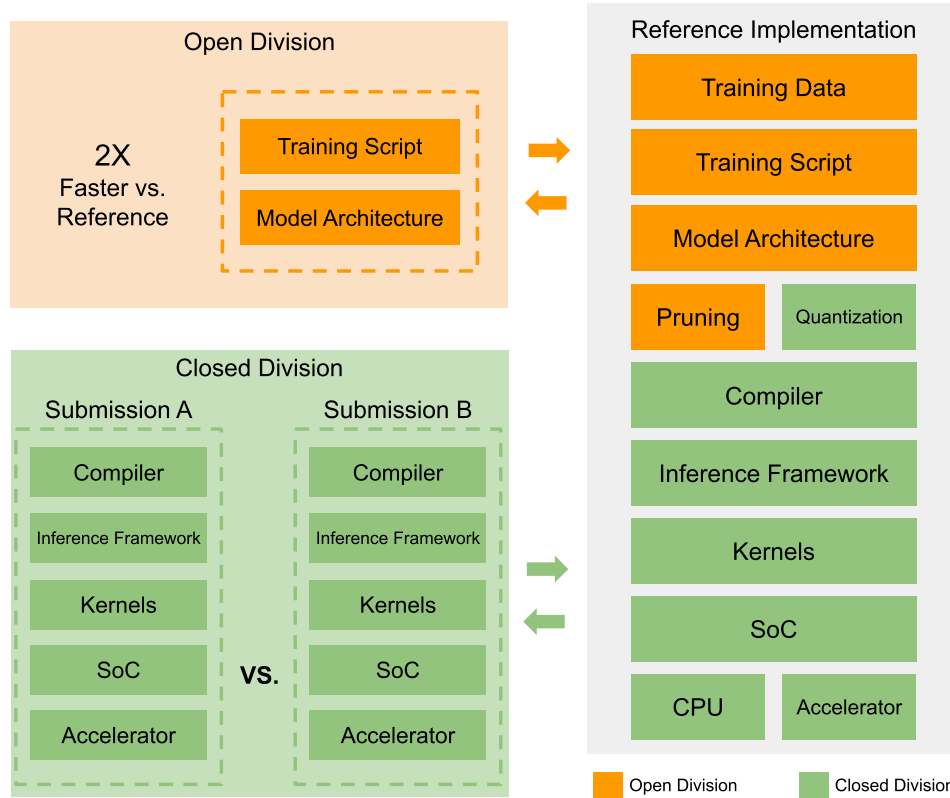 Open Division
2X
Faster vs.
Reference
Training Script
Model Architecture
Closed Division
Submission A
Compiler
Inference Framework
Kernels
SoC
Accelerator
VS.
Submission B
Compiler
Inference Framework
Kernels
SoC
Accelerator
Reference Implementation
Training Data
Training Script
Model Architecture
Pruning
Quantization
Compiler
Inference Framework
Kernels
SoC
CPU
Accelerator
Open Division
Closed Division